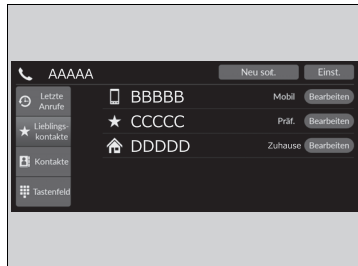 AAAAA
Neu sot.
Einst.
Letzte
Anrufe
BBBBB
Mobil
Bearbeiten
Lieblings-
kontakte
CCCCC
Präf.
Bearbeiten
DDDDD
Zuhause
Bearbeiten
Kontakte
Tastenfeld